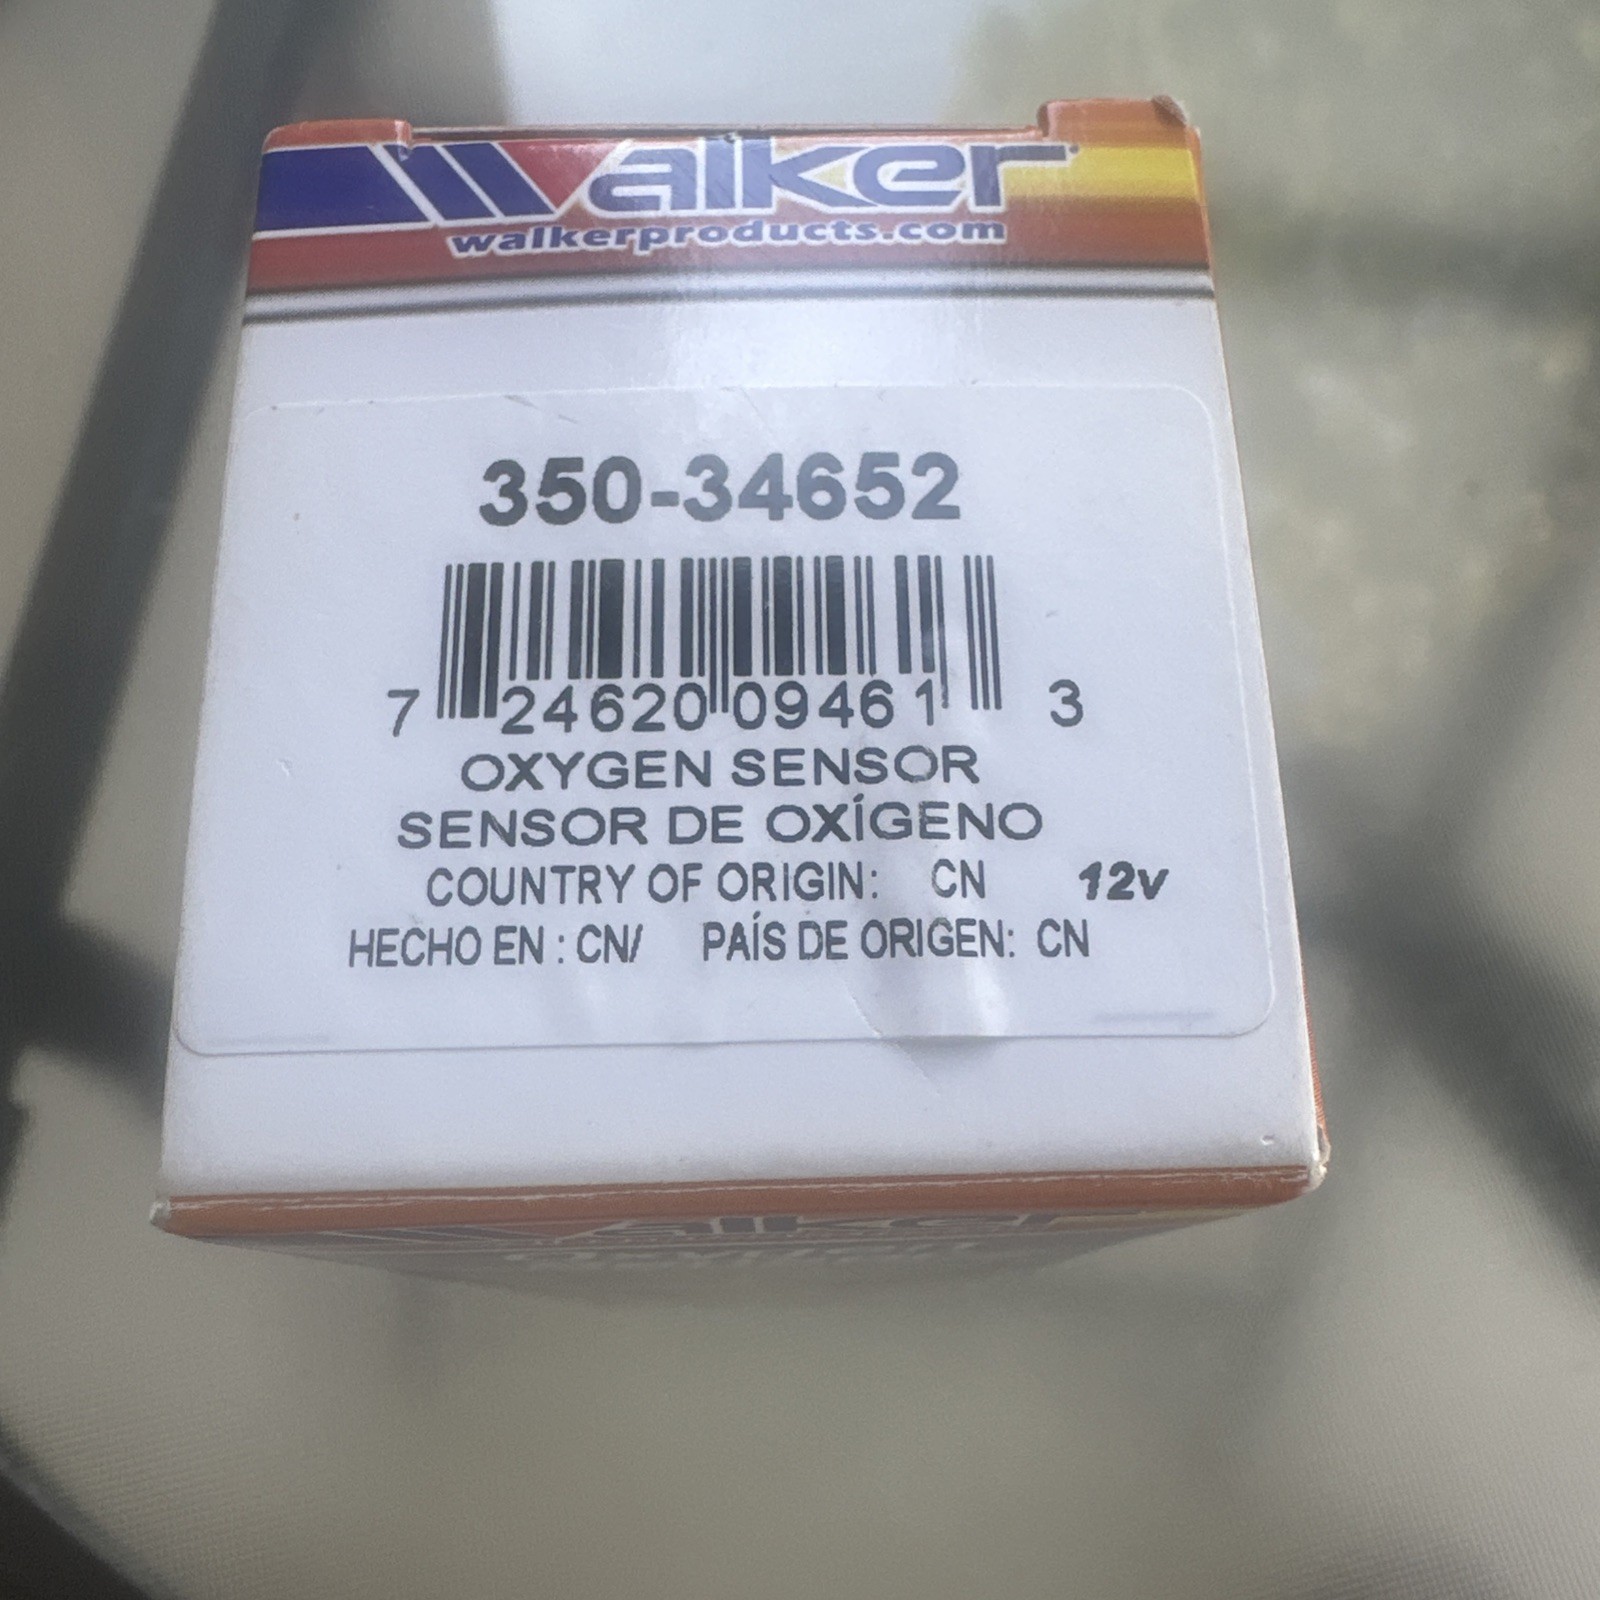 Walker
walkerproducts.com
350-34652
7 24620 09461 3
OXYGEN SENSOR
SENSOR DE OXÍGENO
COUNTRY OF ORIGIN: CN 12v
HECHO EN : CN/ PAÍS DE ORIGEN: CN
Walker